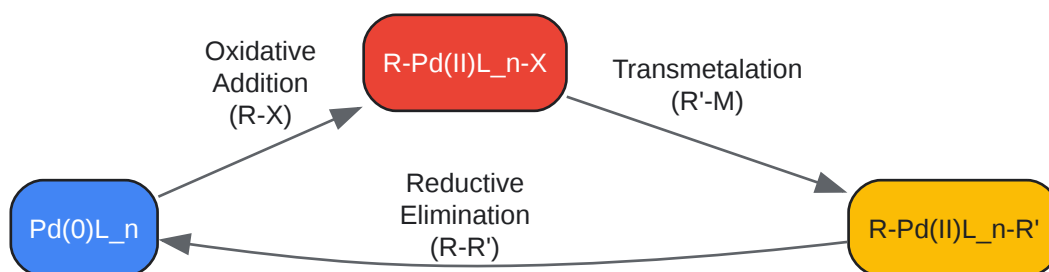 Oxidative
Addition
(R-X)
R-Pd(II)L_n-X
Transmetalation
(R'-M)
Pd(0)L_n
Reductive
Elimination
(R-R')
R-Pd(II)L_n-R'